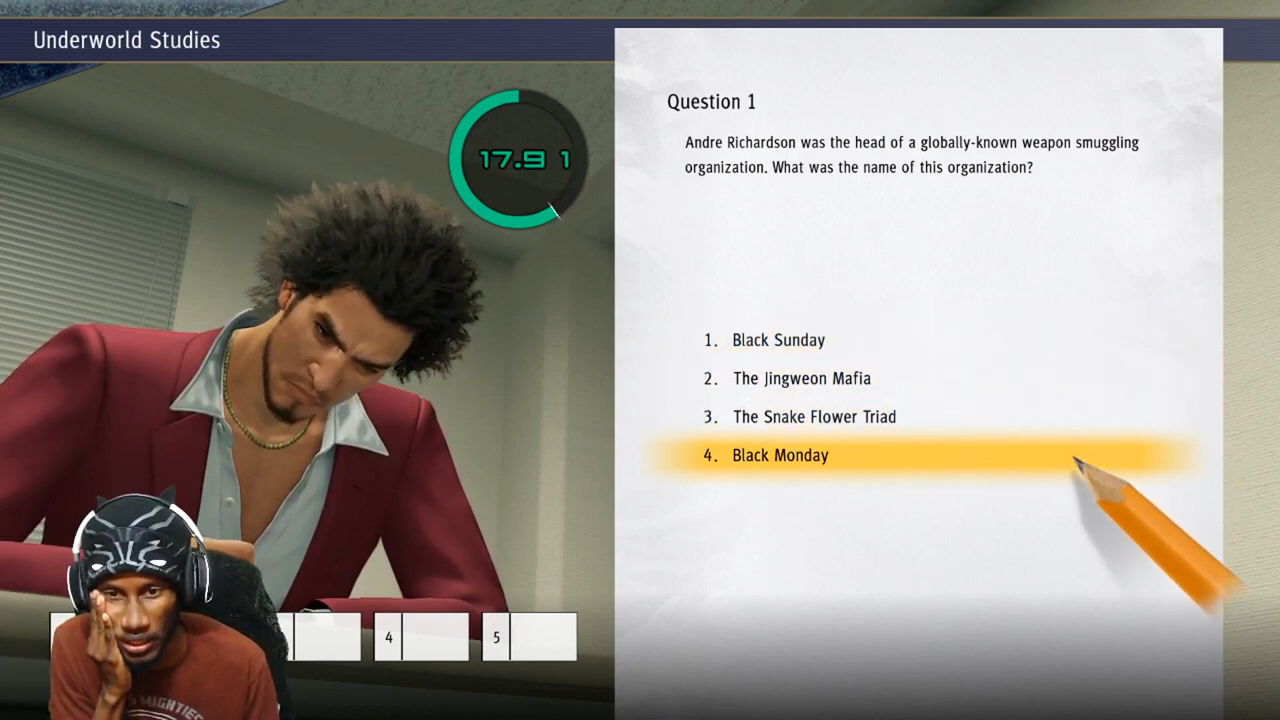 Underworld Studies
17.91
Question 1
Andre Richardson was the head of a globally-known weapon smuggling
organization. What was the name of this organization?
1. Black Sunday
2. The Jingweon Mafia
3. The Snake Flower Triad
4. Black Monday
4
5
MIGHTIES